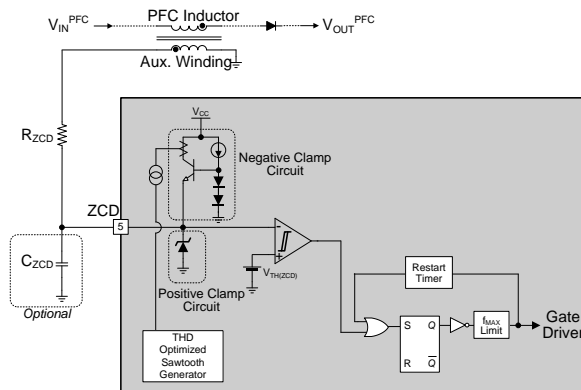 V_IN^PFC
PFC Inductor
V_OUT^PFC
Aux. Winding
R_ZCD
V_CC
Negative Clamp
Circuit
ZCD
5
C_ZCD
Optional
Positive Clamp
Circuit
V_TH(ZCD)
-
+
THD
Optimized
Sawtooth
Generator
Restart
Timer
S Q
R Q̅
f_MAX
Limit
Gate
Driver